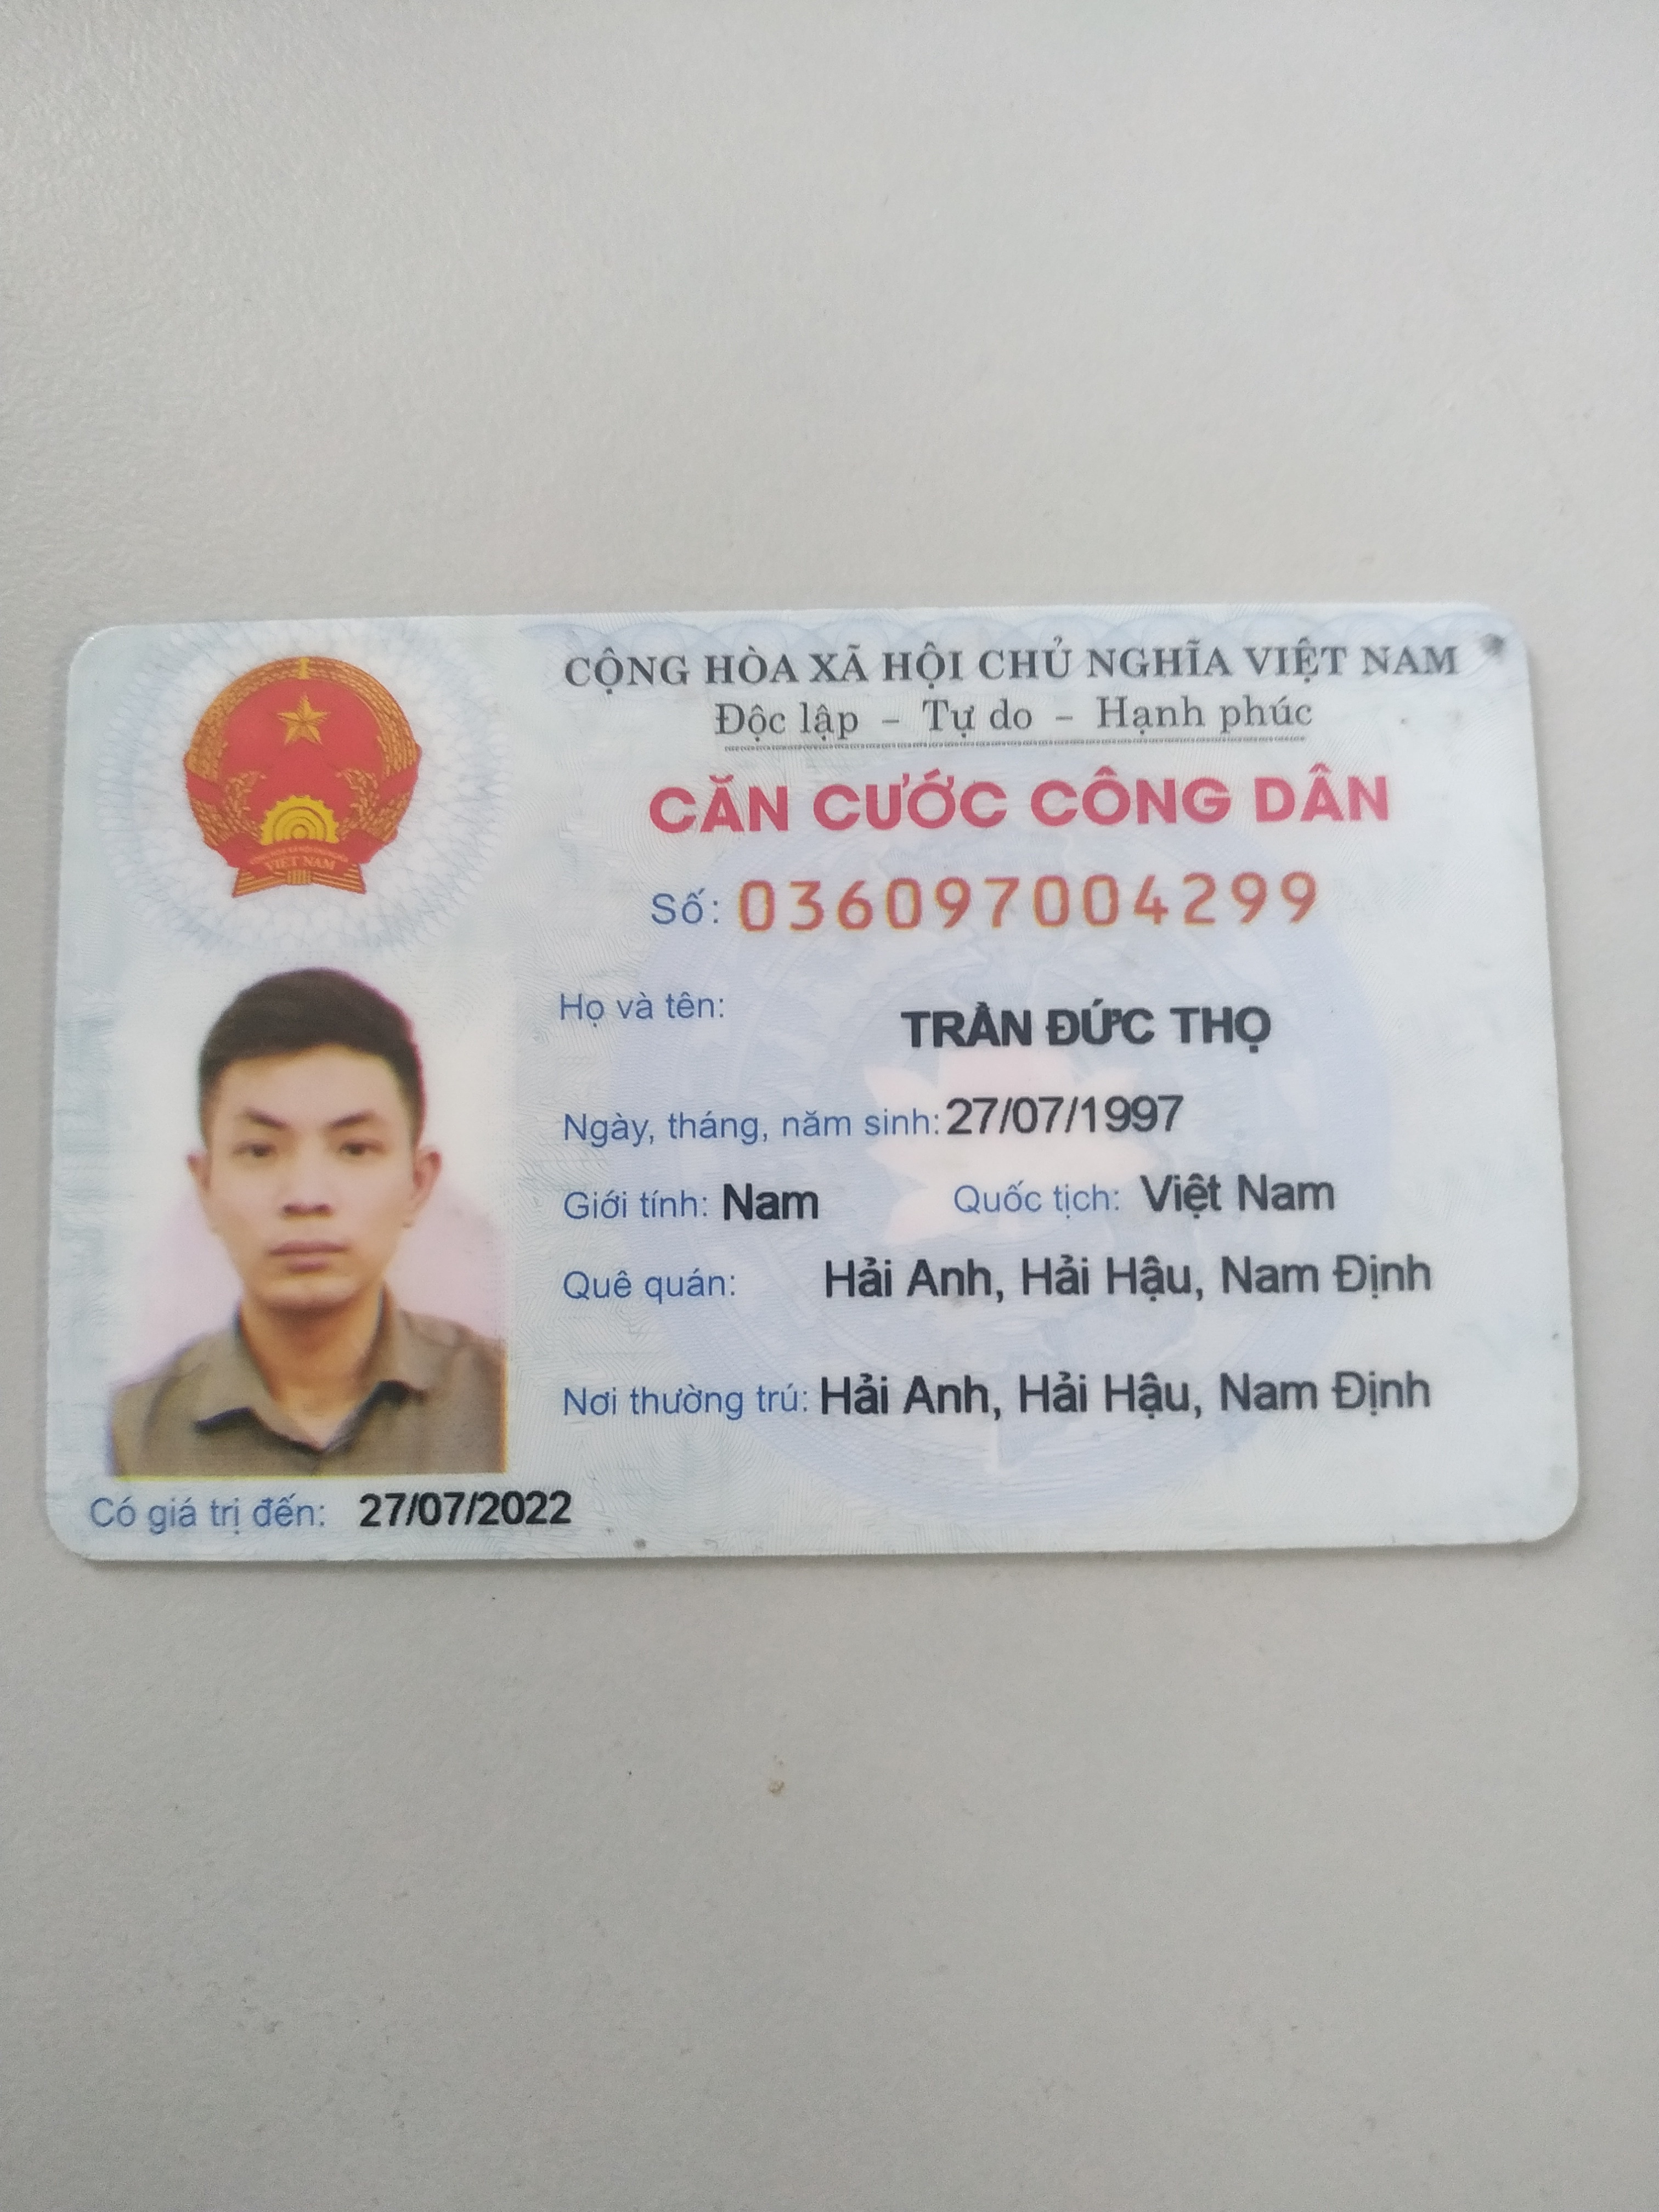 CỘNG HÒA XÃ HỘI CHỦ NGHĨA VIỆT NAM
Độc lập – Tự do – Hạnh phúc
CĂN CƯỚC CÔNG DÂN
Số: 036097004299
Họ và tên: TRẦN ĐỨC THỌ
Ngày, tháng, năm sinh: 27/07/1997
Giới tính: Nam Quốc tịch: Việt Nam
Quê quán: Hải Anh, Hải Hậu, Nam Định
Nơi thường trú: Hải Anh, Hải Hậu, Nam Định
Có giá trị đến: 27/07/2022
VIỆT NAM